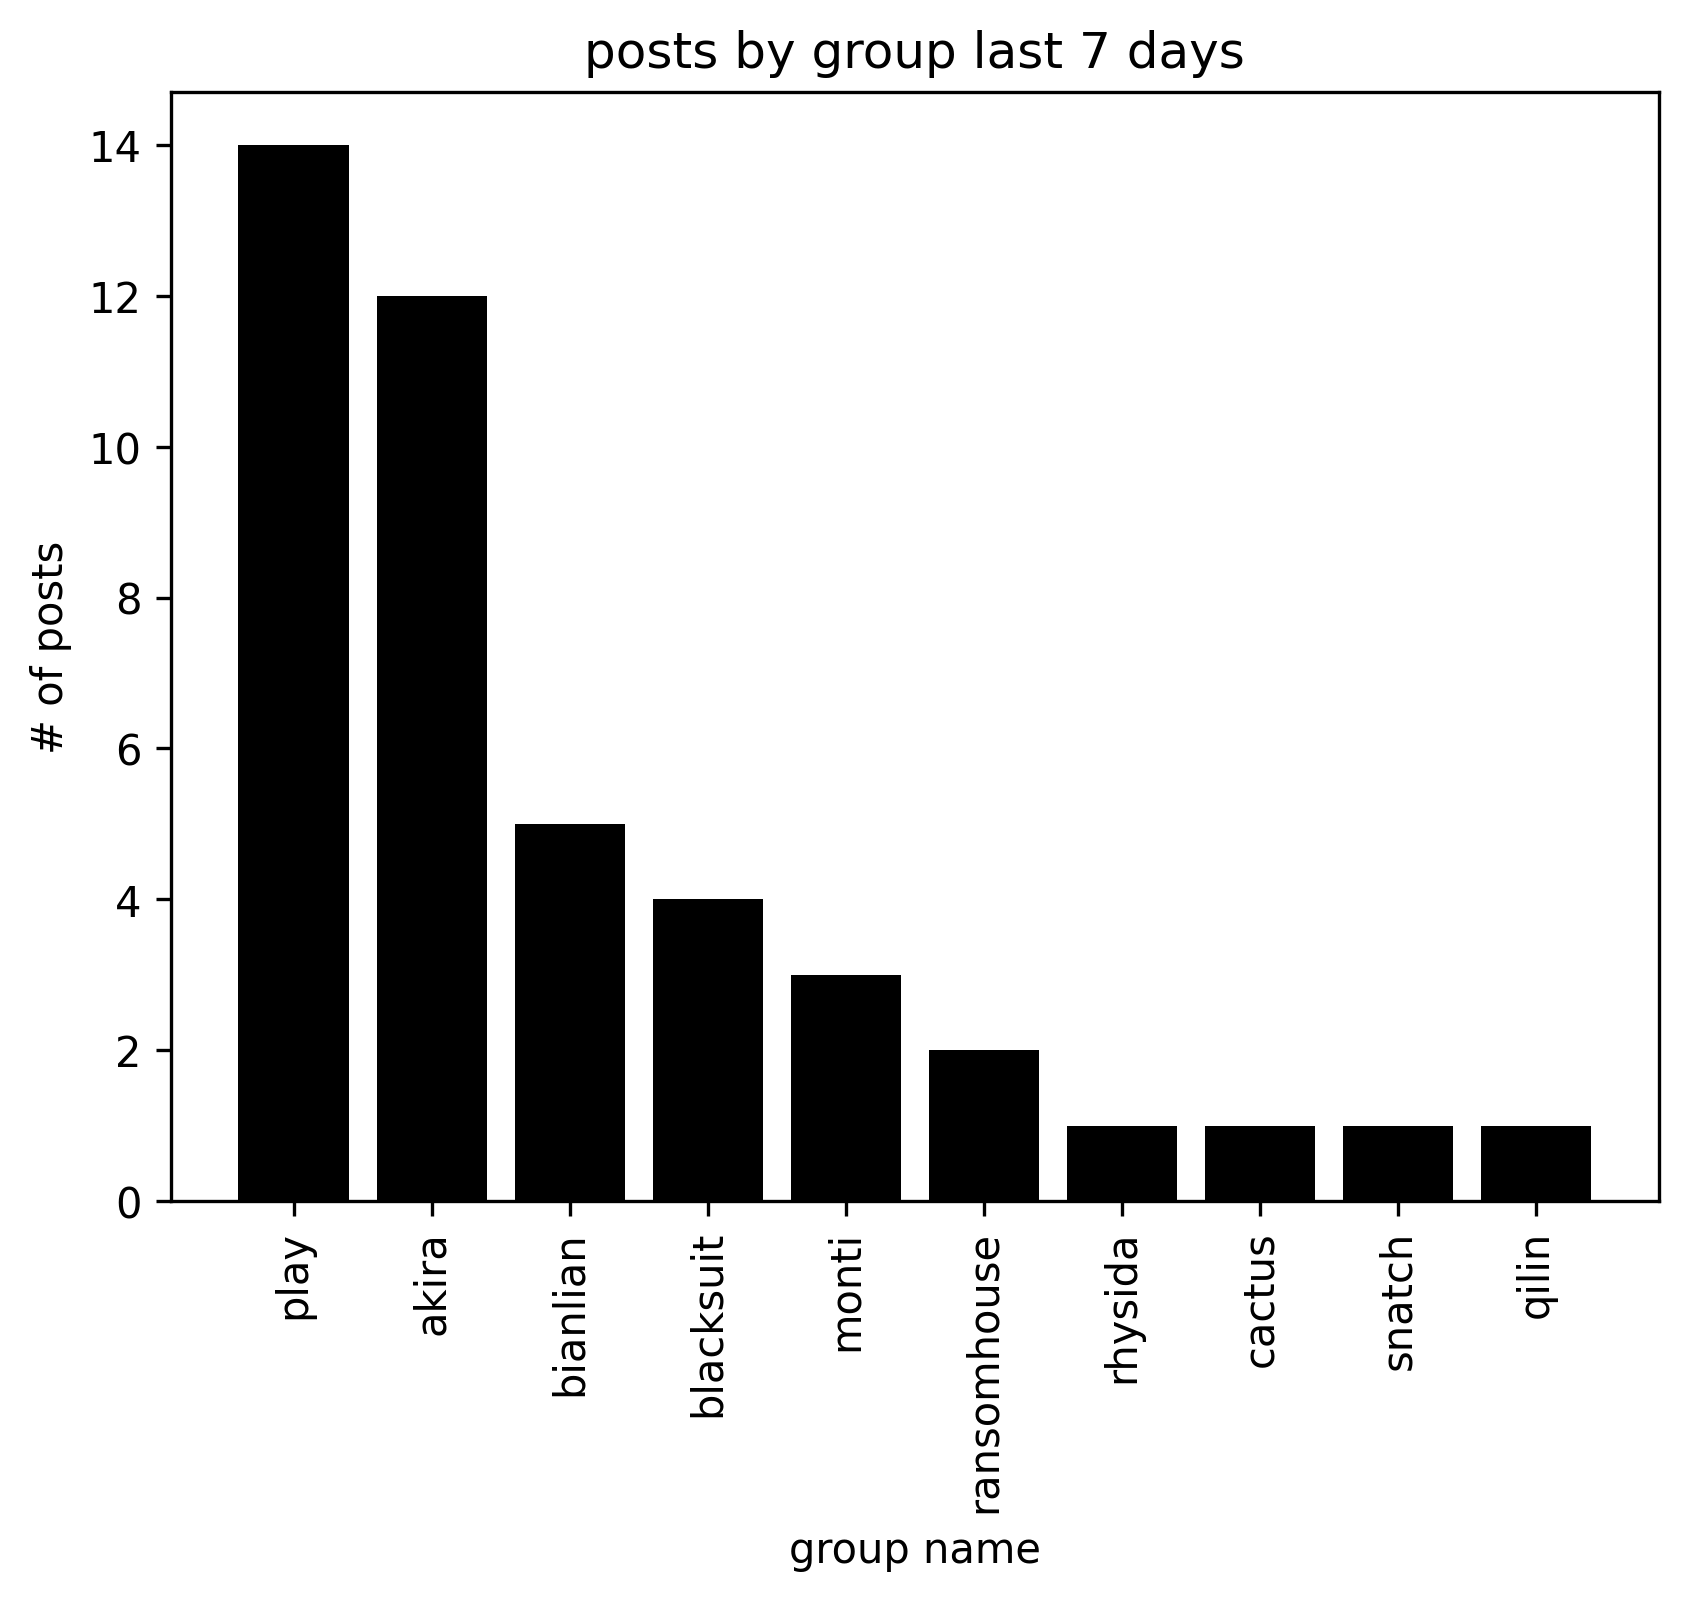 posts by group last 7 days
14
12
10
8
6
4
2
0
# of posts
play
akira
bianlian
blacksuit
monti
ransomhouse
rhysida
cactus
snatch
qilin
group name